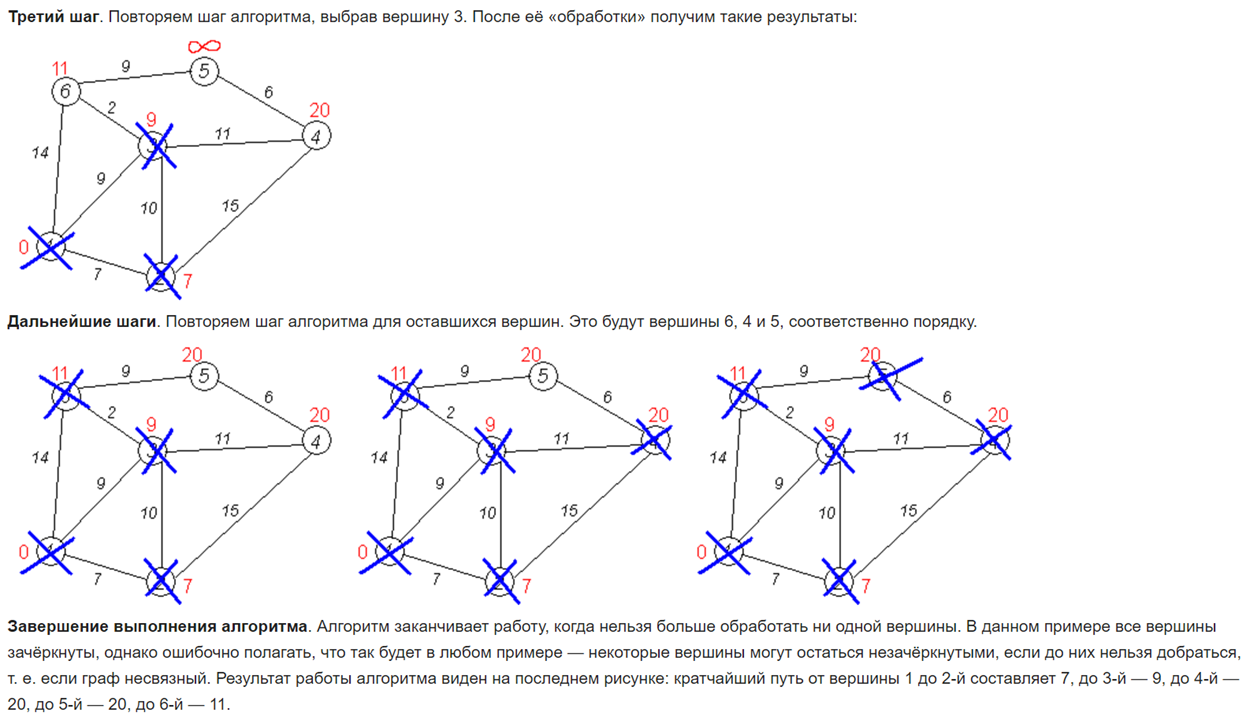 Третий шаг. Повторяем шаг алгоритма, выбрав вершину 3. После её «обработки» получим такие результаты:
∞
11 9 5
6 6
2 9 20
11 4
14
9
10 15
0
7 7
Дальнейшие шаги. Повторяем шаг алгоритма для оставшихся вершин. Это будут вершины 6, 4 и 5, соответственно порядку.
20 20 20
11 9 5 11 9 5 11 9
6 6 6
2 9 20 2 9 20 2 9 20
11 4 11 11
14 14 14
9 9 9
10 15 10 15 10 15
0 0 0
7 7 7 7 7 7
Завершение выполнения алгоритма. Алгоритм заканчивает работу, когда нельзя больше обработать ни одной вершины. В данном примере все вершины
зачёркнуты, однако ошибочно полагать, что так будет в любом примере — некоторые вершины могут остаться незачёркнутыми, если до них нельзя добраться,
т. е. если граф несвязный. Результат работы алгоритма виден на последнем рисунке: кратчайший путь от вершины 1 до 2-й составляет 7, до 3-й — 9, до 4-й —
20, до 5-й — 20, до 6-й — 11.